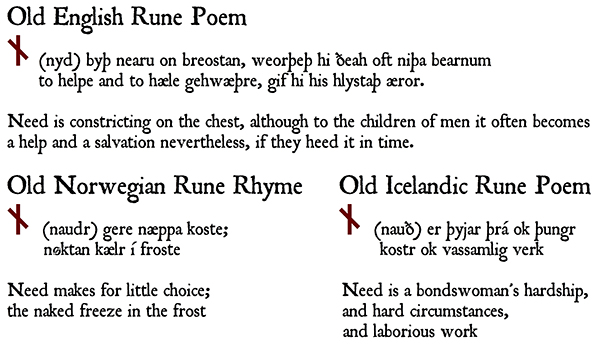 Old English Rune Poem
ᚾ (nyd) byþ nearu on breostan, weorþeþ hi ðeah oft niþa bearnum
to helpe and to hæle gehwæþre, gif hi his hlystaþ æror.
Need is constricting on the chest, although to the children of men it often becomes
a help and a salvation nevertheless, if they heed it in time.
Old Norwegian Rune Rhyme
ᚾ (naudr) gere næppa koste;
nøktan kælr í froste
Need makes for little choice;
the naked freeze in the frost
Old Icelandic Rune Poem
ᚾ (nauð) er þyjar þrá ok þungr
kostr ok vassamlig verk
Need is a bondswoman's hardship,
and hard circumstances,
and laborious work